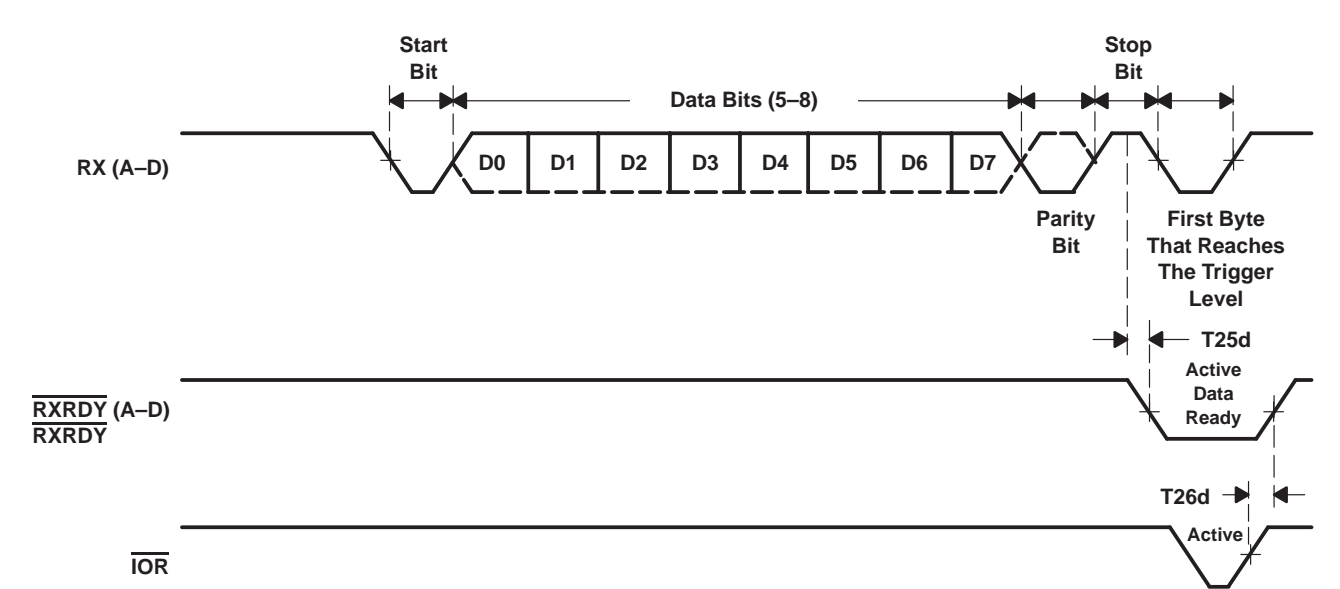 Start
Bit
Stop
Bit
Data Bits (5–8)
RX (A–D)
D0 D1 D2 D3 D4 D5 D6 D7
Parity
Bit
First Byte
That Reaches
The Trigger
Level
T25d
RXRDY (A–D)
RXRDY
Active
Data
Ready
T26d
IOR
Active